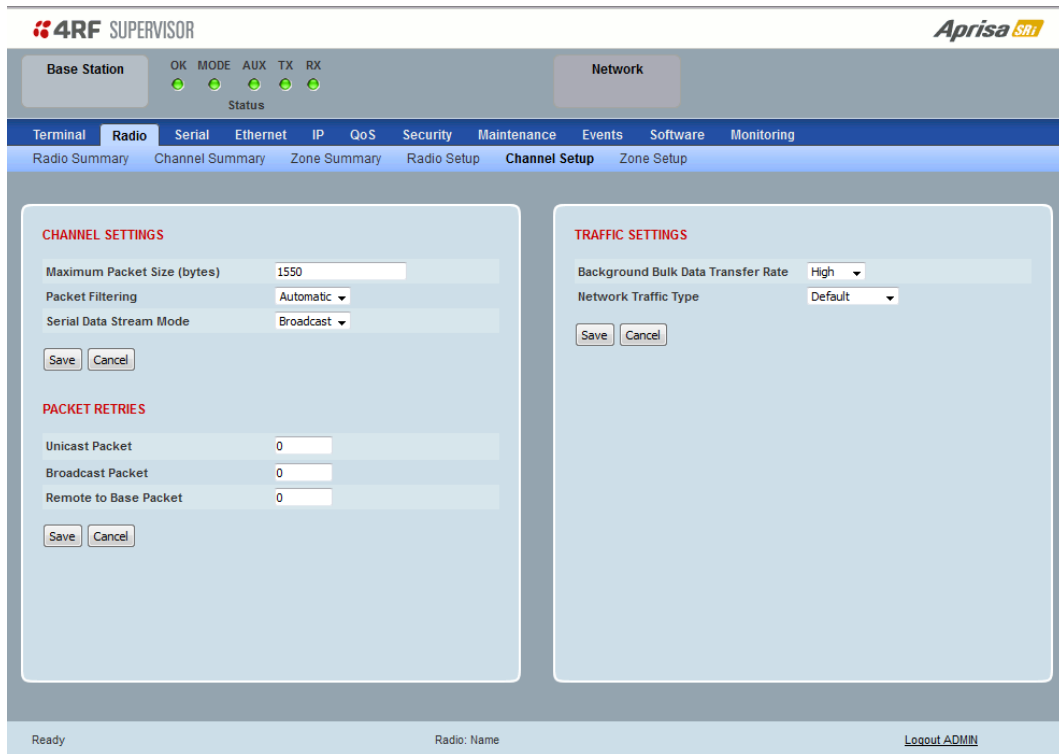 4RF SUPERVISOR
Aprisa SRi
Base Station
OK MODE AUX TX RX
Status
Network
Terminal Radio Serial Ethernet IP QoS Security Maintenance Events Software Monitoring
Radio Summary Channel Summary Zone Summary Radio Setup Channel Setup Zone Setup
CHANNEL SETTINGS
Maximum Packet Size (bytes) 1550
Packet Filtering Automatic
Serial Data Stream Mode Broadcast
Save Cancel
PACKET RETRIES
Unicast Packet 0
Broadcast Packet 0
Remote to Base Packet 0
Save Cancel
TRAFFIC SETTINGS
Background Bulk Data Transfer Rate High
Network Traffic Type Default
Save Cancel
Ready
Radio: Name
Logout ADMIN